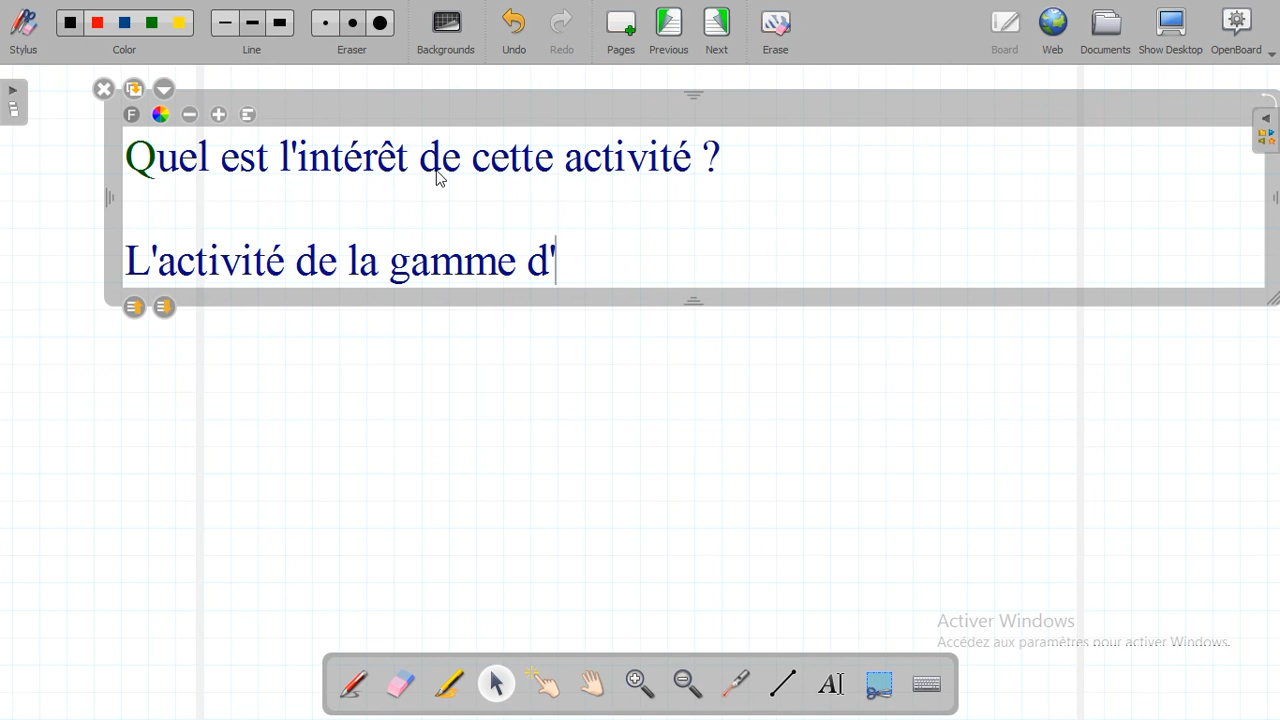 Stylus Color Line Eraser Backgrounds Undo Redo Pages Previous Next Erase Board Web Documents Show Desktop OpenBoard
F
Quel est l'intérêt de cette activité ?
L'activité de la gamme d'
Activer Windows
Accédez aux paramètres pour activer Windows.
AI